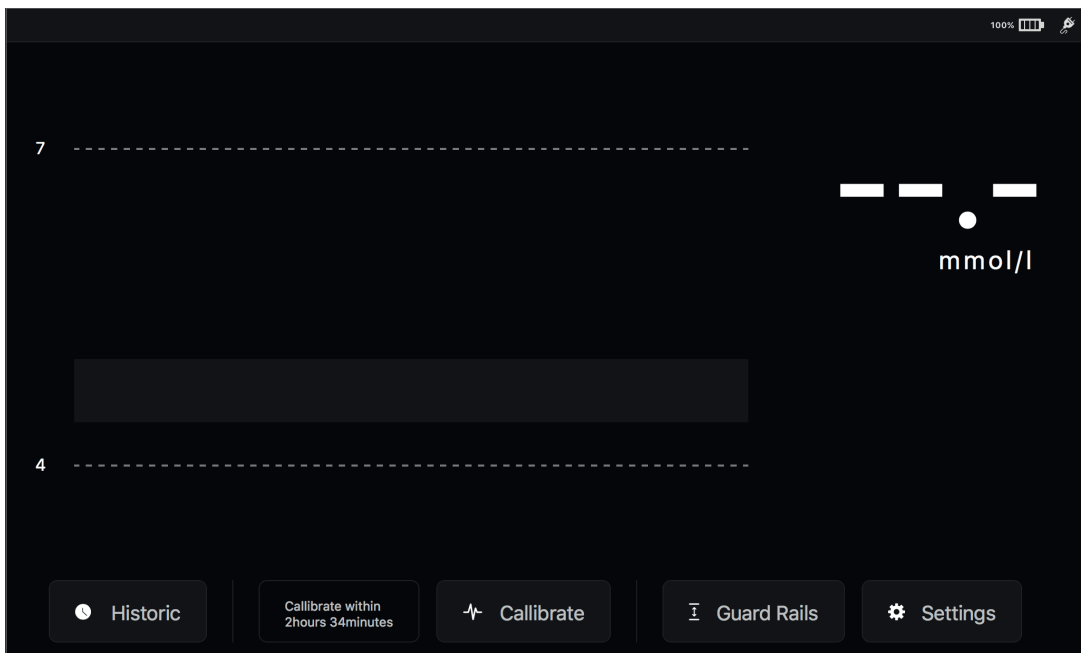 100%
7
--.-
mmol/l
4
Historic
Callibrate within
2hours 34minutes
Callibrate
Guard Rails
Settings